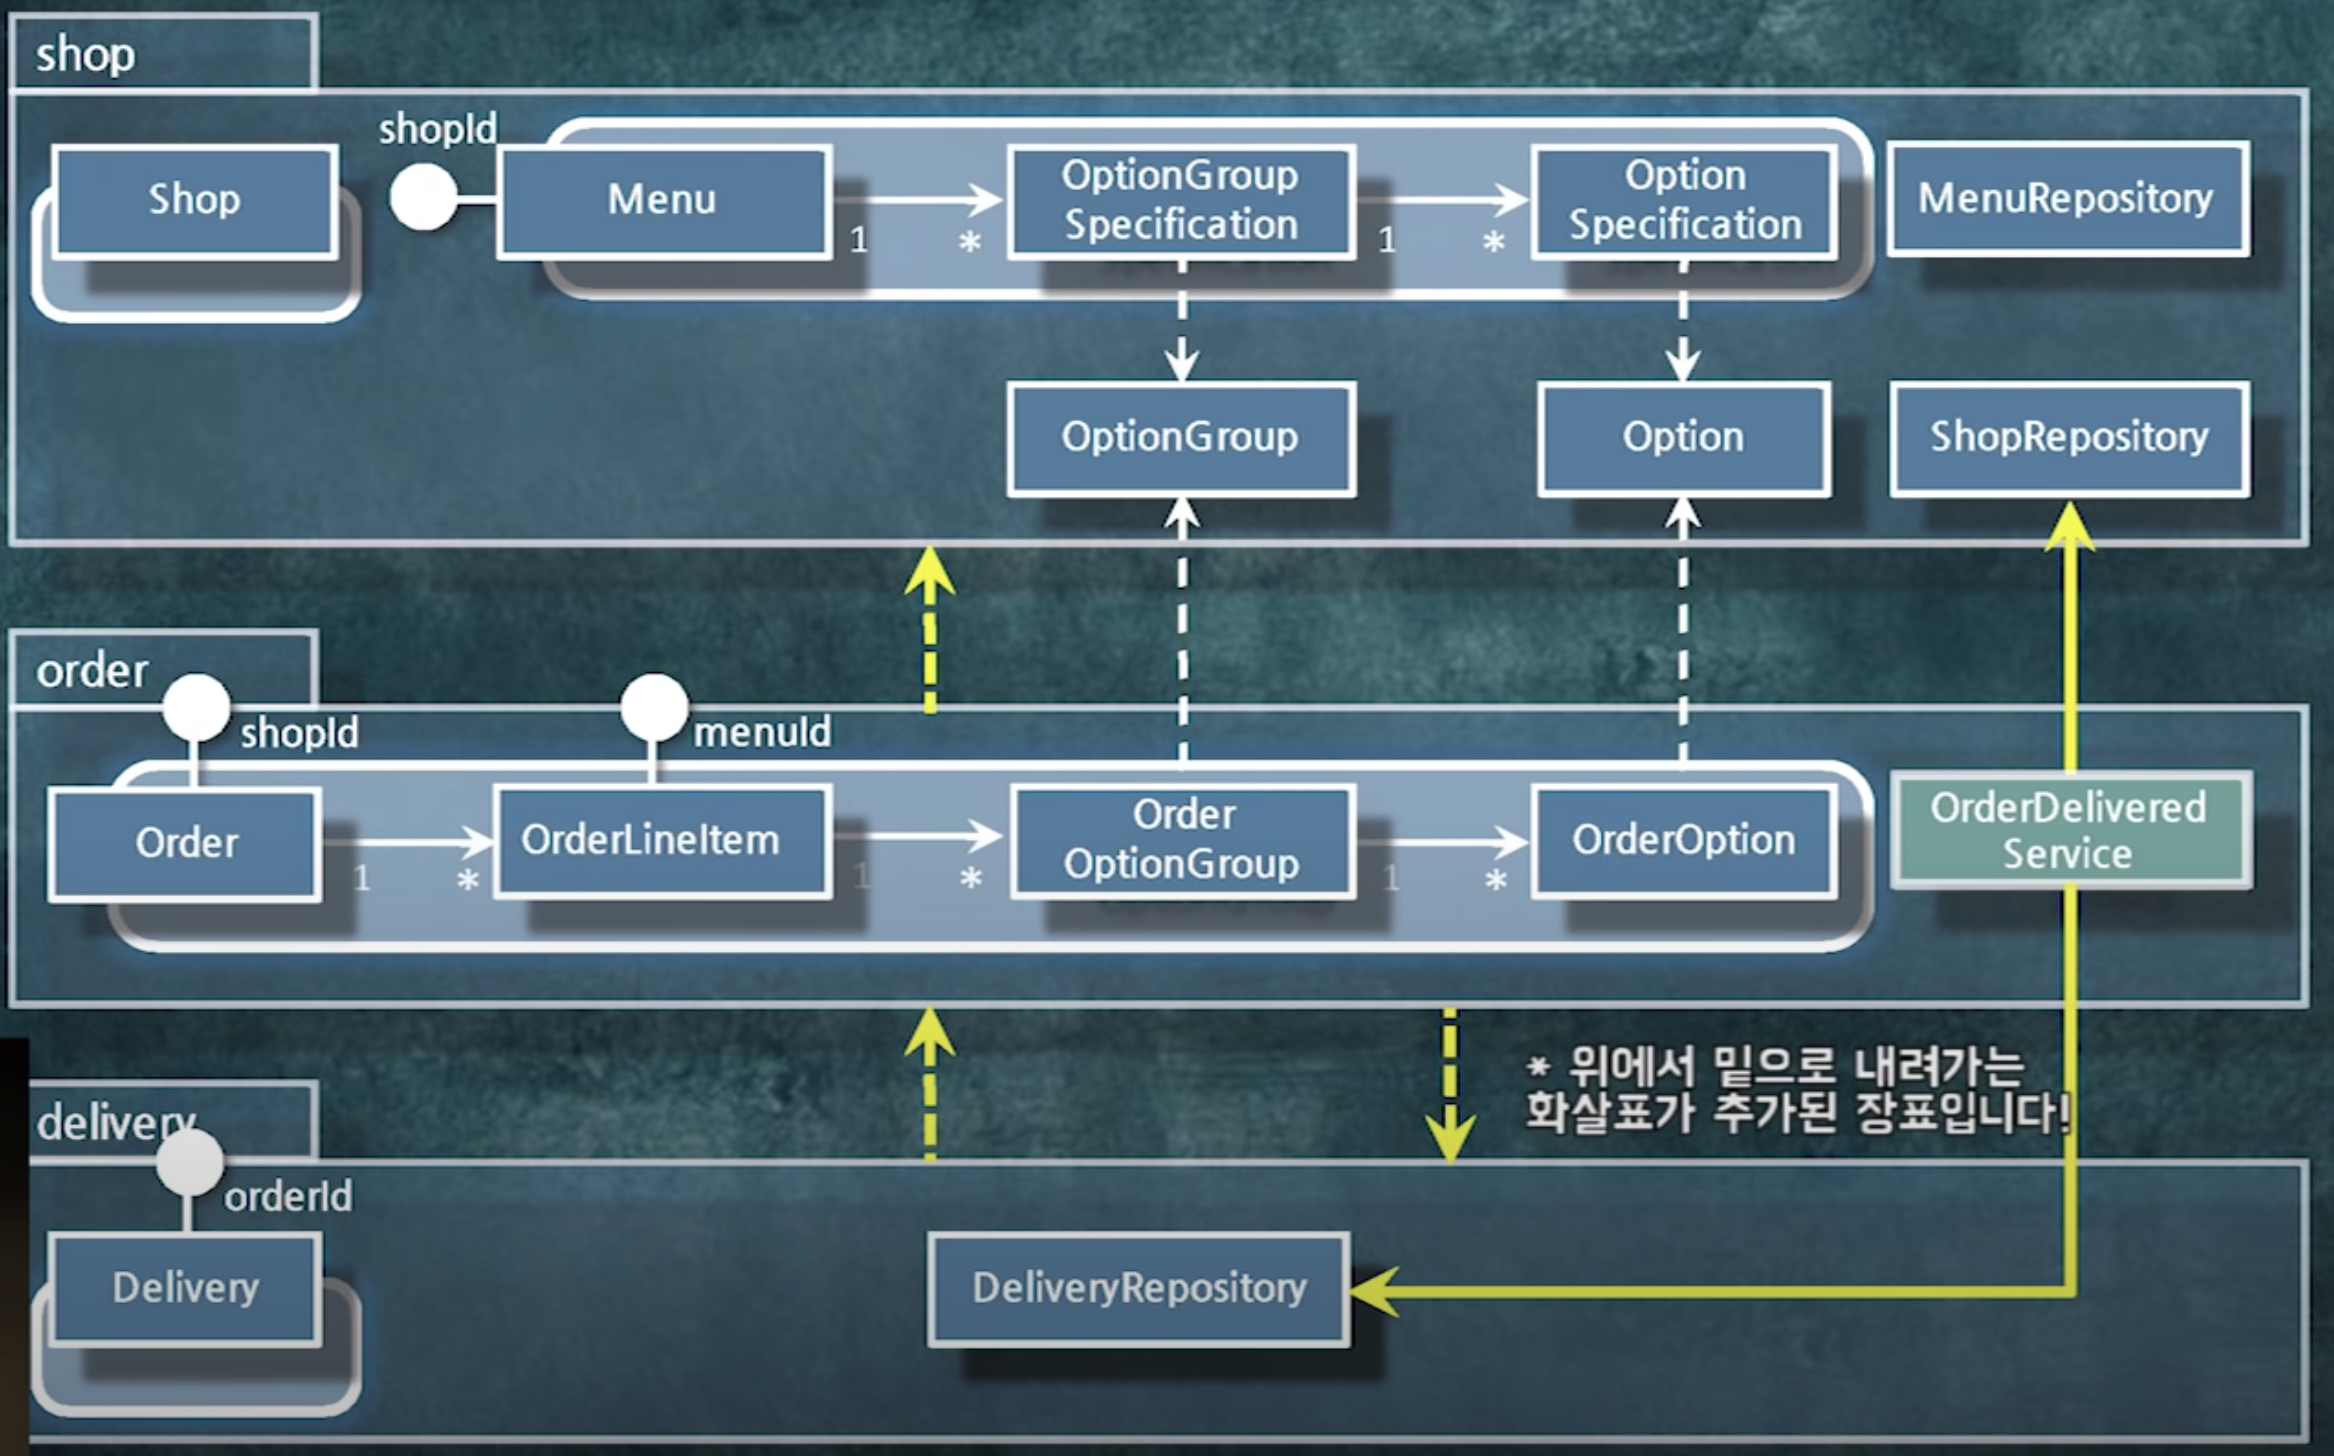 shop
shopId
Shop
Menu
OptionGroup
Specification
Option
Specification
MenuRepository
1
*
1
*
OptionGroup
Option
ShopRepository
order
shopId
menuId
Order
OrderLineItem
Order
OptionGroup
OrderOption
OrderDelivered
Service
1
*
1
*
1
*
* 위에서 밑으로 내려가는
화살표가 추가된 장표입니다!
delivery
orderId
Delivery
DeliveryRepository